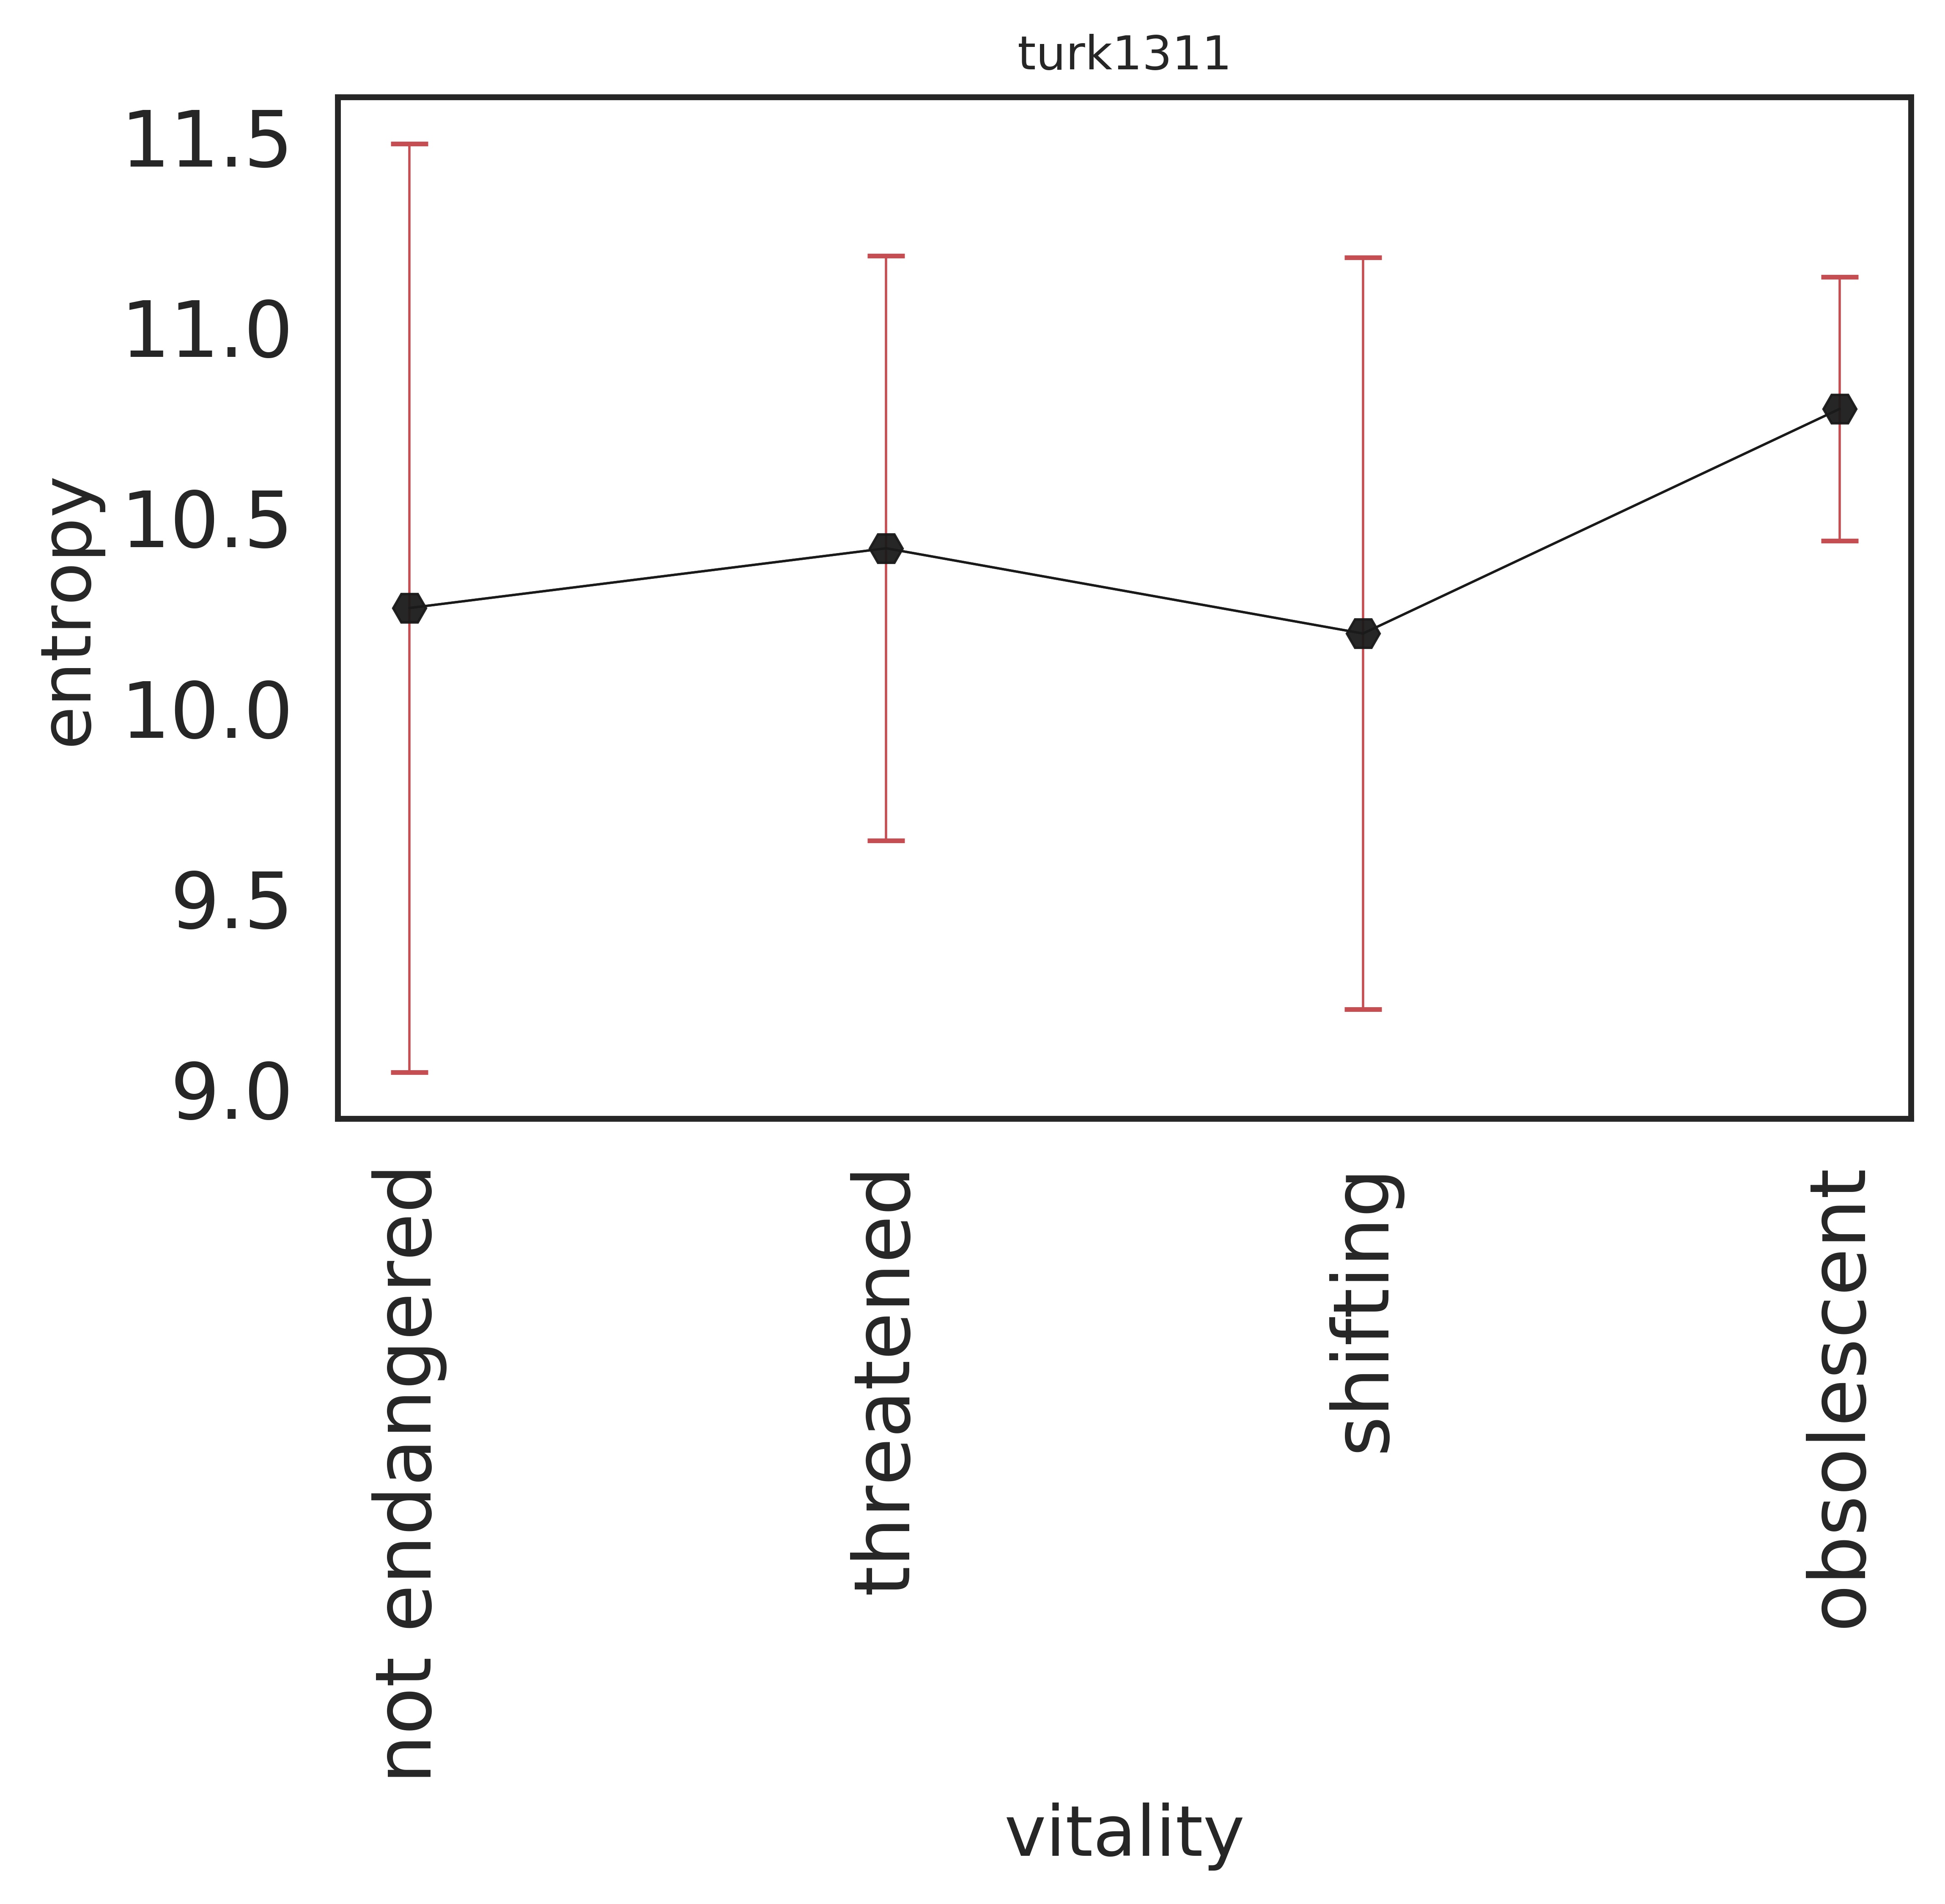 turk1311
11.5
11.0
10.5
10.0
9.5
9.0
entropy
not endangered
threatened
shifting
obsolescent
vitality